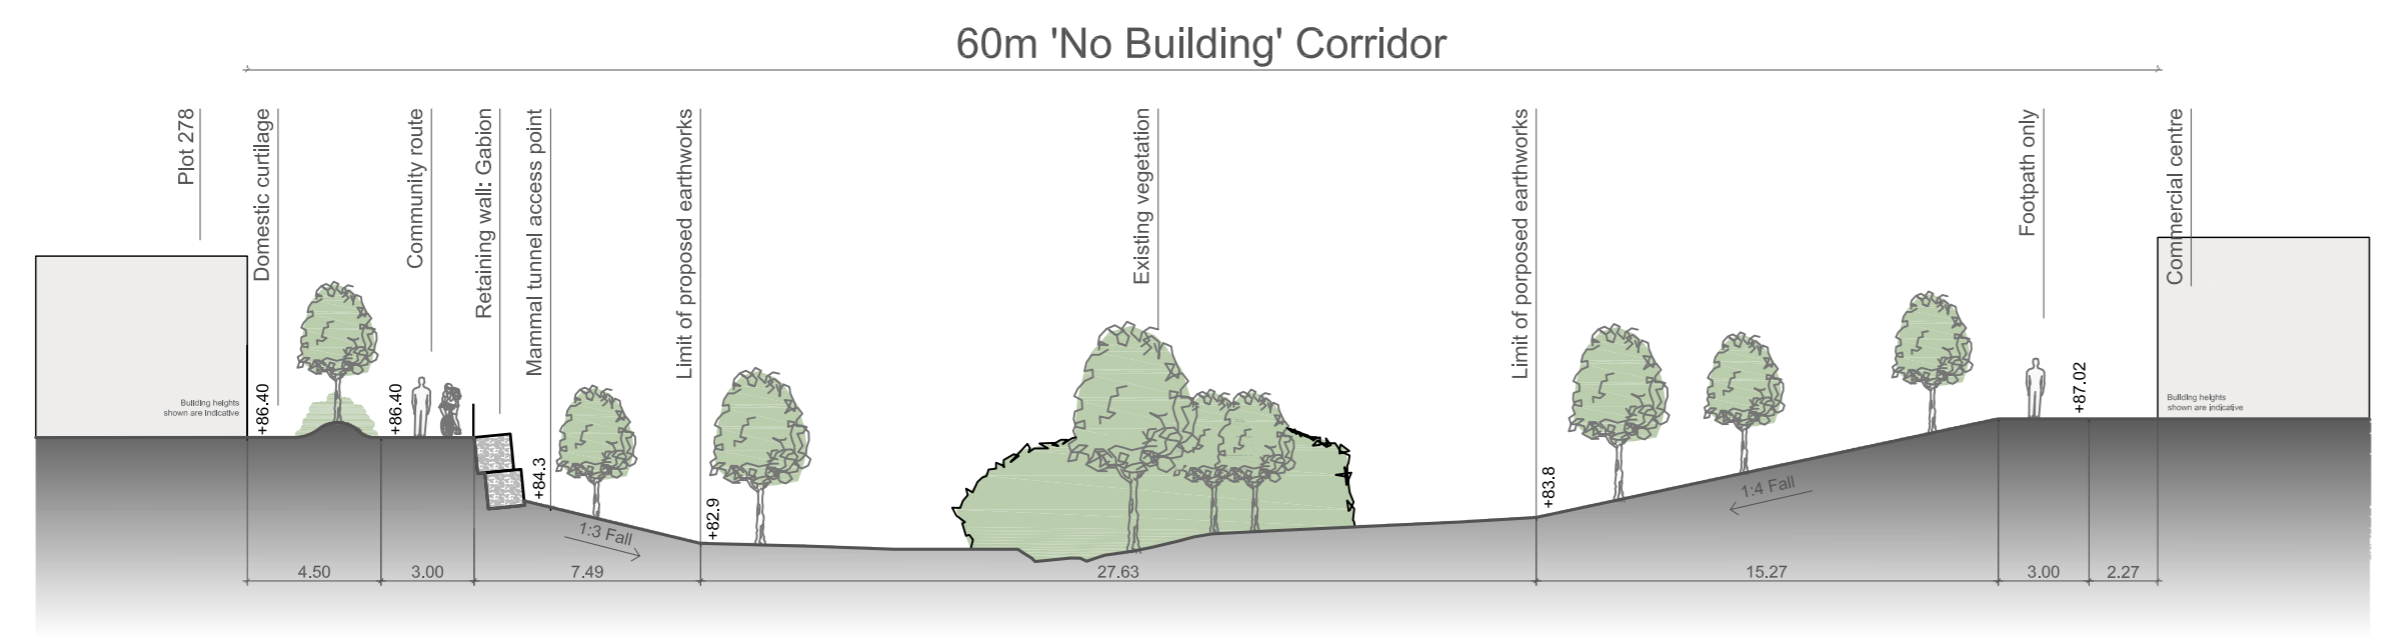 60m 'No Building' Corridor
Plot 278
Domestic curtilage
Community route
Retaining wall: Gabion
Mammal tunnel access point
Limit of proposed earthworks
Existing vegetation
Limit of porposed earthworks
Footpath only
Commercial centre
Building heights
shown are indicative
+86.40
+86.40
+84.3
+82.9
+83.8
+87.02
Building heights
shown are indicative
1:3 Fall
1:4 Fall
4.50
3.00
7.49
27.63
15.27
3.00
2.27